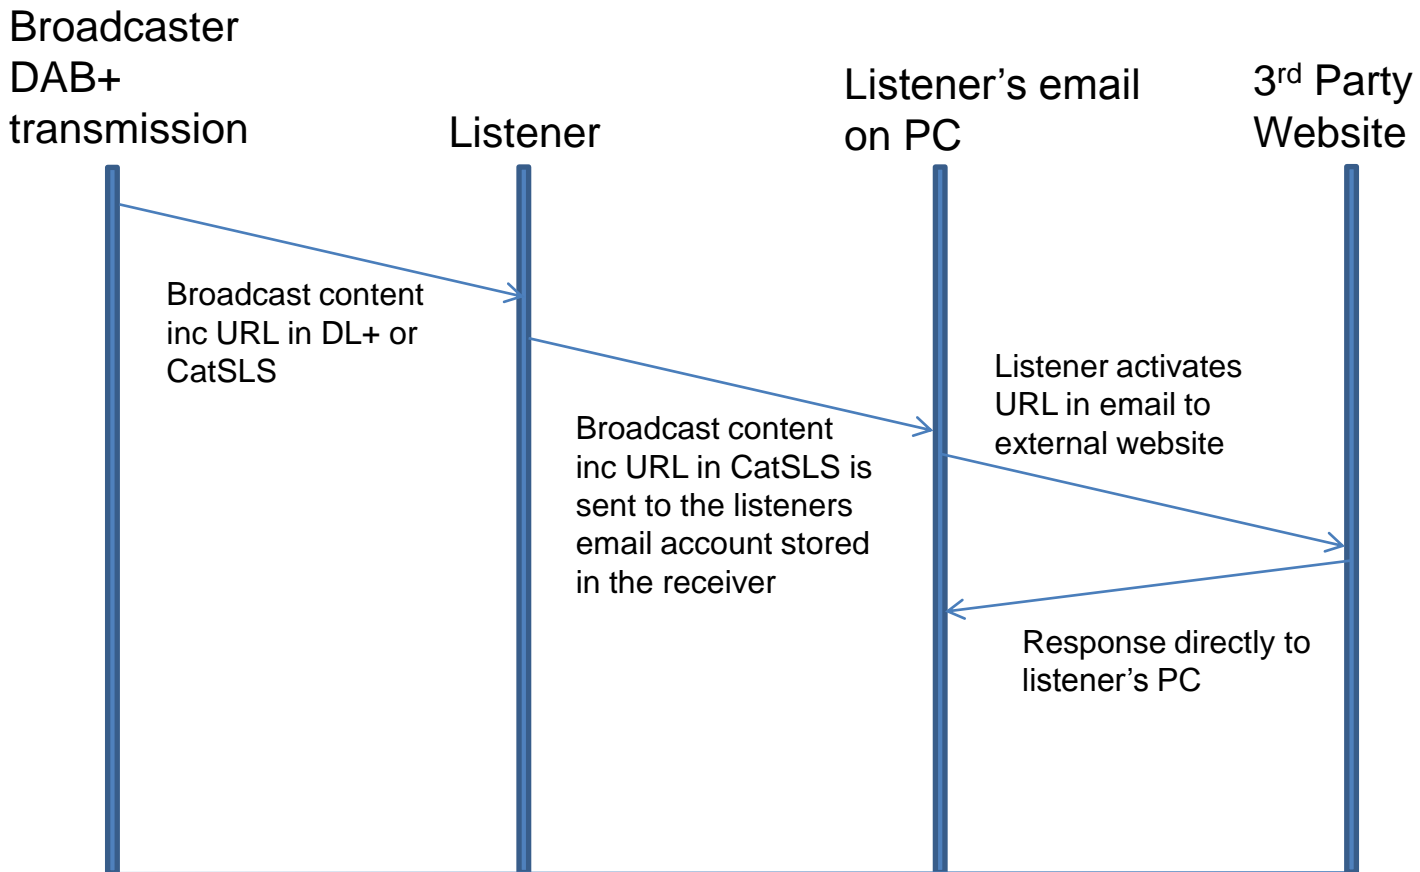 Broadcaster
DAB+
transmission
Listener
Listener's email
on PC
3rd Party
Website
Broadcast content
inc URL in DL+ or
CatSLS
Broadcast content
inc URL in CatSLS is
sent to the listeners
email account stored
in the receiver
Listener activates
URL in email to
external website
Response directly to
listener's PC